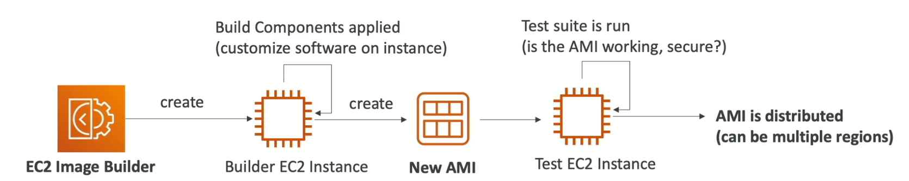 Build Components applied
(customize software on instance)
Test suite is run
(is the AMI working, secure?)
create
create
AMI is distributed
(can be multiple regions)
EC2 Image Builder
Builder EC2 Instance
New AMI
Test EC2 Instance